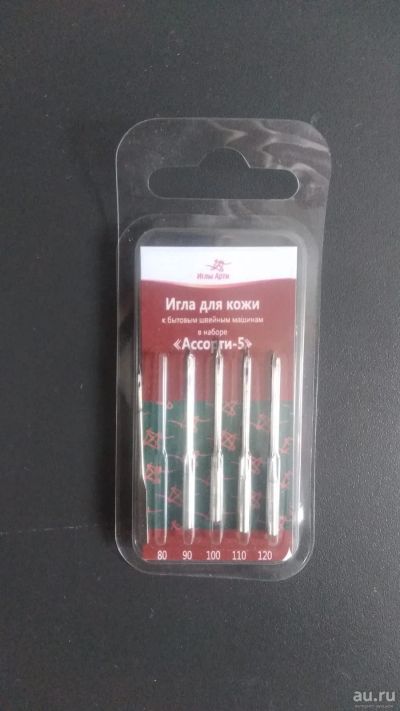 Иглы Арти
Игла для кожи
к бытовым швейным машинам
в наборе
«Ассорти-5»
80 90 100 110 120
au.ru